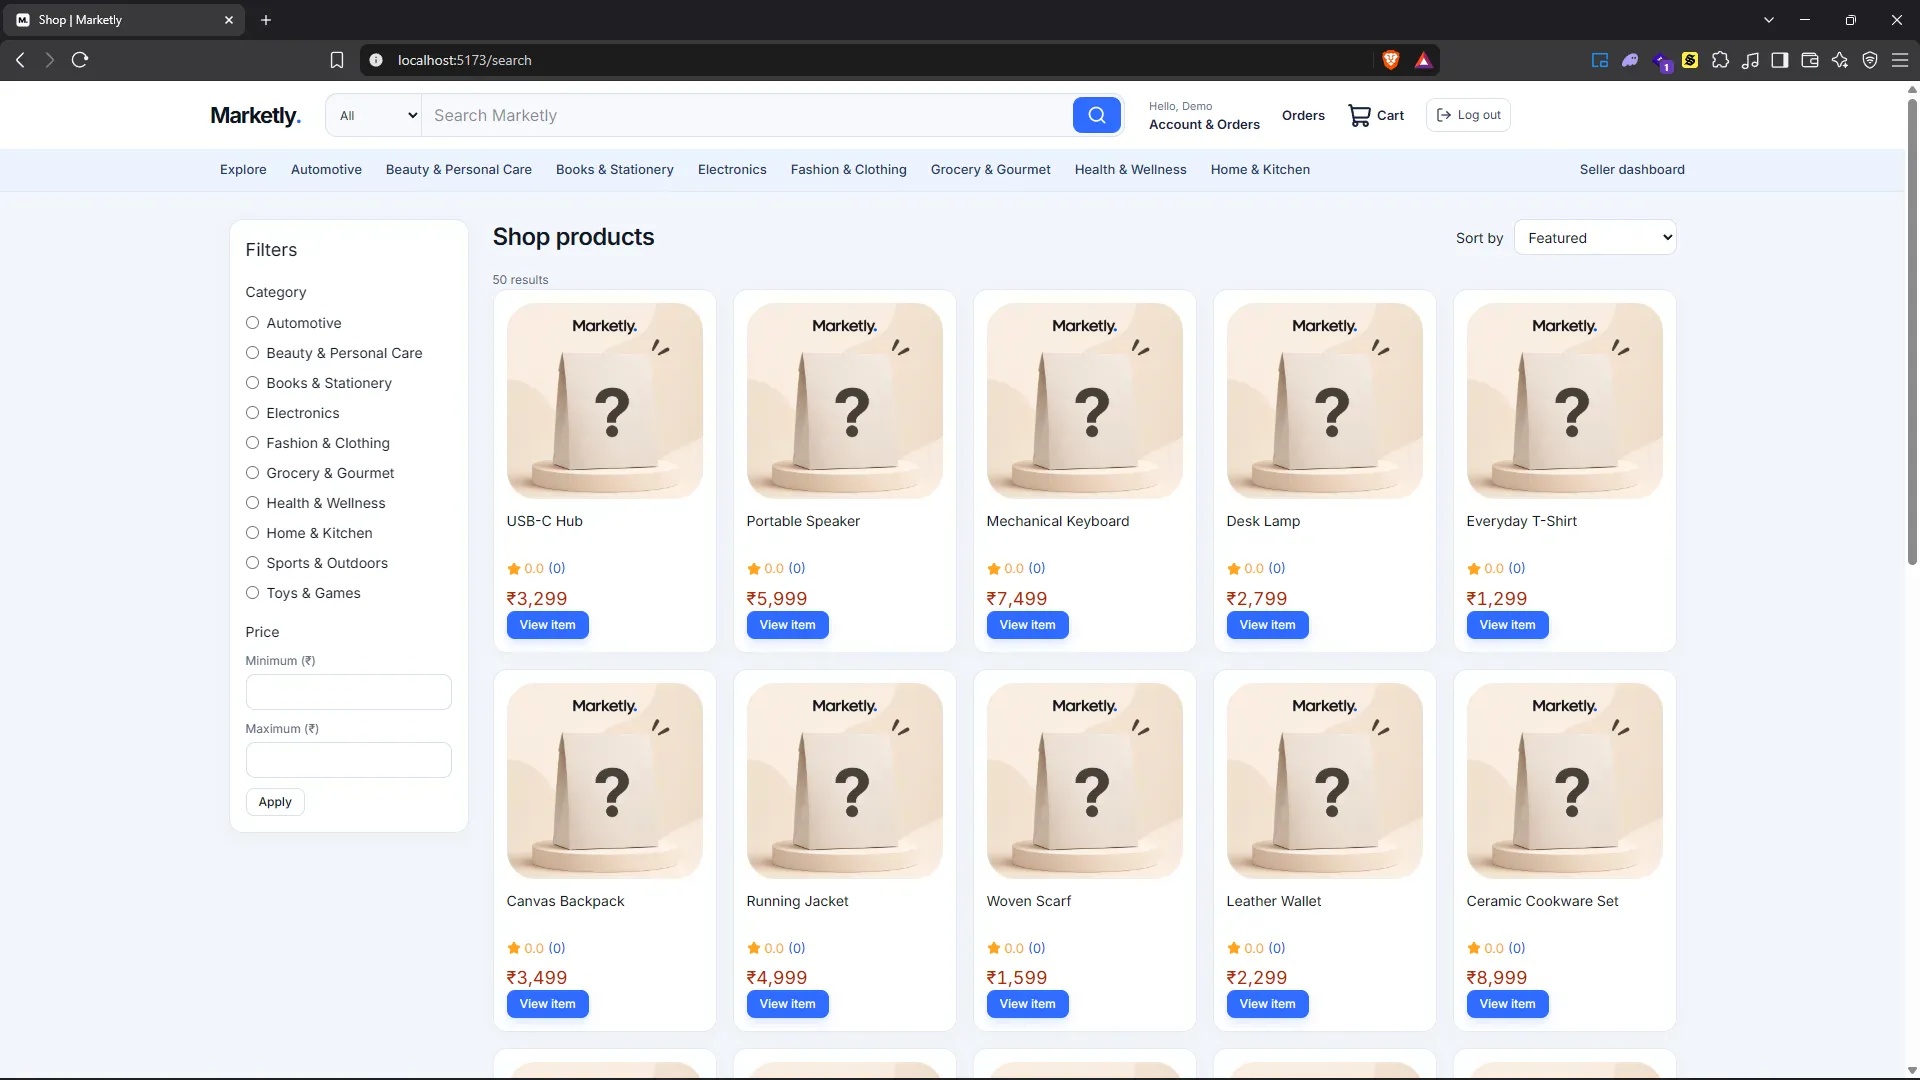 Shop | Marketly
localhost:5173/search
1
Marketly.
All
Search Marketly
Hello, Demo
Account & Orders
Orders
Cart
Log out
Explore
Automotive
Beauty & Personal Care
Books & Stationery
Electronics
Fashion & Clothing
Grocery & Gourmet
Health & Wellness
Home & Kitchen
Seller dashboard
Filters
Category
Automotive
Beauty & Personal Care
Books & Stationery
Electronics
Fashion & Clothing
Grocery & Gourmet
Health & Wellness
Home & Kitchen
Sports & Outdoors
Toys & Games
Price
Minimum (₹)
Maximum (₹)
Apply
Shop products
Sort by
Featured
50 results
Marketly.
?
USB-C Hub
0.0 (0)
₹3,299
View item
Marketly.
?
Portable Speaker
0.0 (0)
₹5,999
View item
Marketly.
?
Mechanical Keyboard
0.0 (0)
₹7,499
View item
Marketly.
?
Desk Lamp
0.0 (0)
₹2,799
View item
Marketly.
?
Everyday T-Shirt
0.0 (0)
₹1,299
View item
Marketly.
?
Canvas Backpack
0.0 (0)
₹3,499
View item
Marketly.
?
Running Jacket
0.0 (0)
₹4,999
View item
Marketly.
?
Woven Scarf
0.0 (0)
₹1,599
View item
Marketly.
?
Leather Wallet
0.0 (0)
₹2,299
View item
Marketly.
?
Ceramic Cookware Set
0.0 (0)
₹8,999
View item